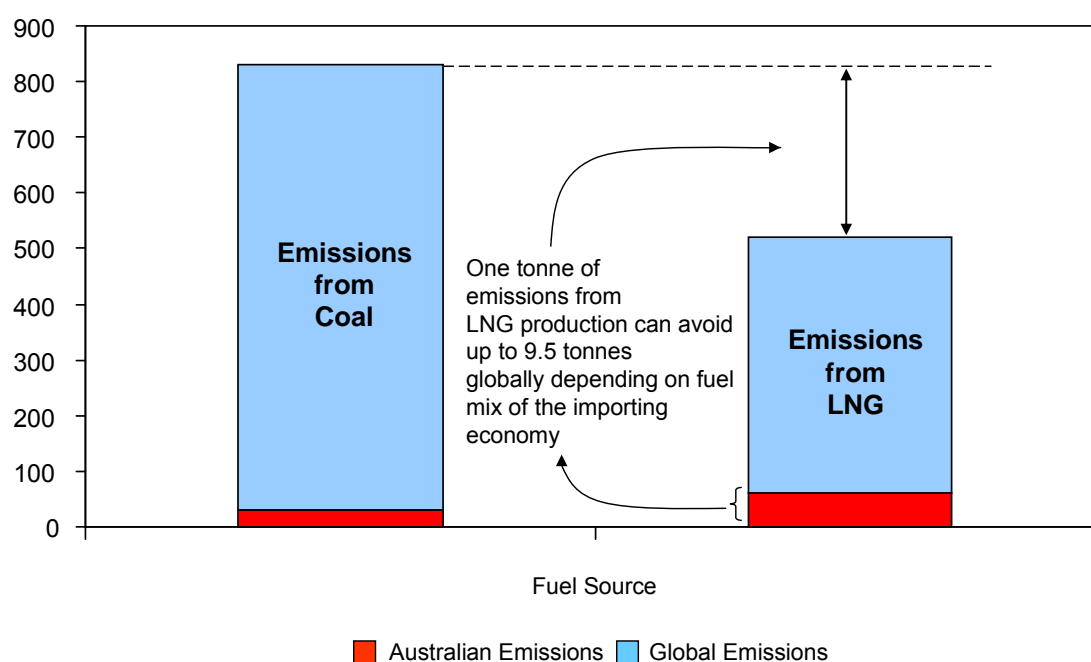 900
800
700
600
500
400
300
200
100
0
Emissions
from
Coal
One tonne of
emissions from
LNG production can avoid
up to 9.5 tonnes
globally depending on fuel
mix of the importing
economy
Emissions
from
LNG
Fuel Source
Australian Emissions Global Emissions